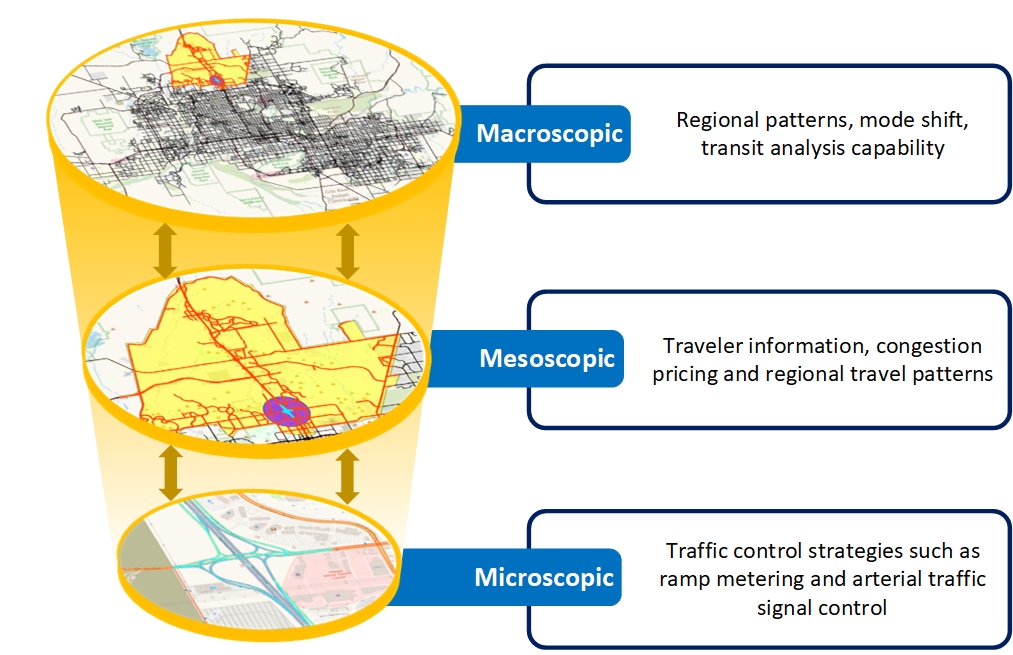 Macroscopic
Regional patterns, mode shift,
transit analysis capability
Mesoscopic
Traveler information, congestion
pricing and regional travel patterns
Microscopic
Traffic control strategies such as
ramp metering and arterial traffic
signal control